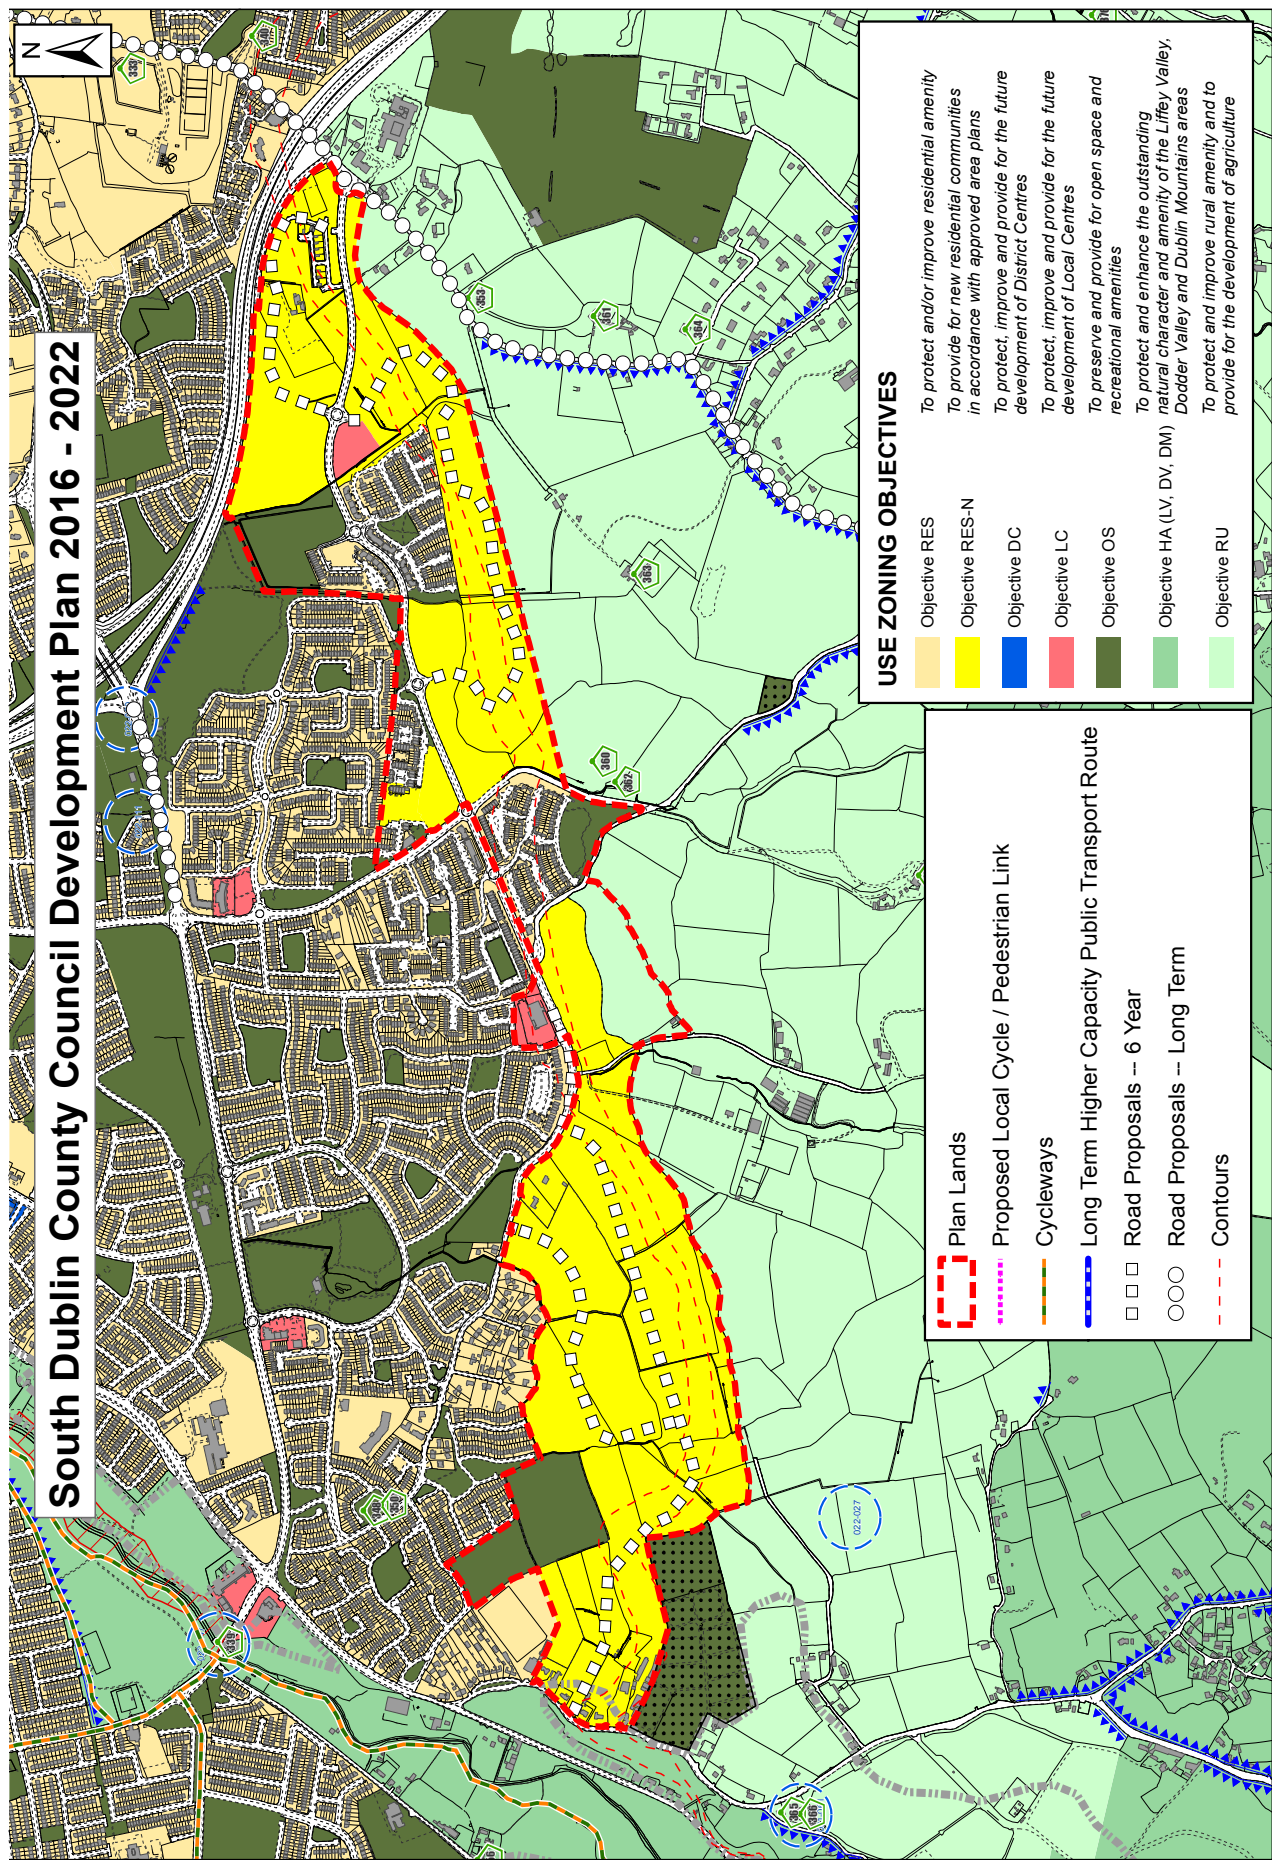 South Dublin County Council Development Plan 2016 - 2022
N
333
340
353
361
364
363
360
362
022-027
339
350
365
366
USE ZONING OBJECTIVES
Objective RES
To protect and/or improve residential amenity
Objective RES-N
To provide for new residential communities
in accordance with approved area plans
Objective DC
To protect, improve and provide for the future
development of District Centres
Objective LC
To protect, improve and provide for the future
development of Local Centres
Objective OS
To preserve and provide for open space and
recreational amenities
Objective HA (LV, DV, DM)
To protect and enhance the outstanding
natural character and amenity of the Liffey Valley,
Dodder Valley and Dublin Mountains areas
Objective RU
To protect and improve rural amenity and to
provide for the development of agriculture
Plan Lands
Proposed Local Cycle / Pedestrian Link
Cycleways
Long Term Higher Capacity Public Transport Route
Road Proposals -- 6 Year
Road Proposals -- Long Term
Contours